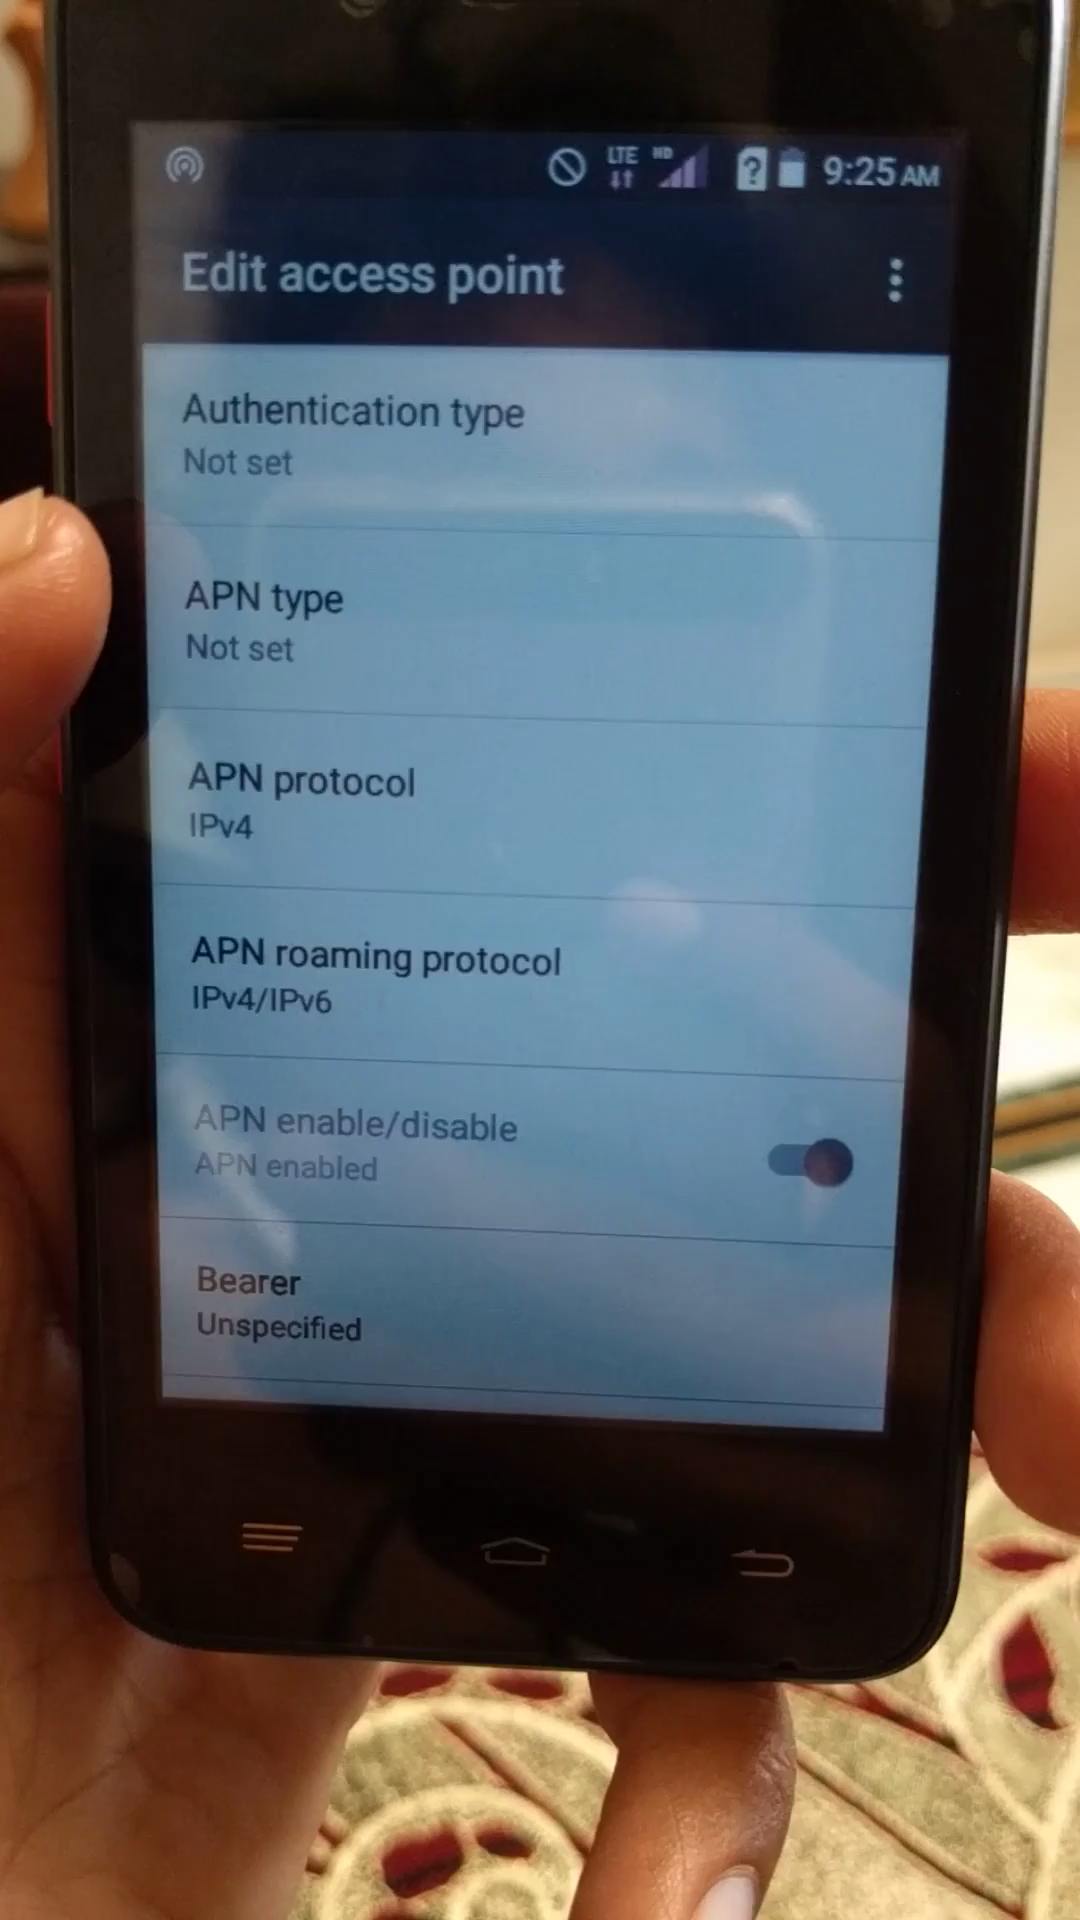 LTE HD ? 9:25 AM
Edit access point
Authentication type
Not set
APN type
Not set
APN protocol
IPv4
APN roaming protocol
IPv4/IPv6
APN enable/disable
APN enabled
Bearer
Unspecified